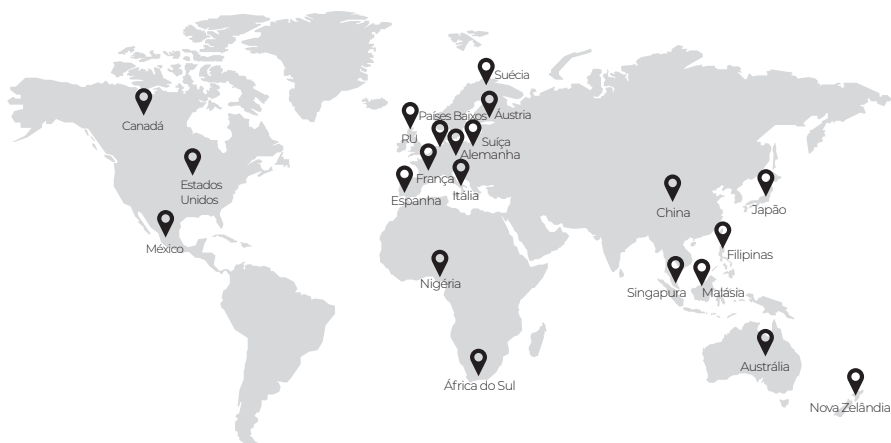 Suécia
Canadá
Países Baixos
Áustria
RU
Suíça
Alemanha
França
Estados
Unidos
Itália
Espanha
China
Japão
México
Filipinas
Nigéria
Singapura
Malásia
Austrália
África do Sul
Nova Zelândia